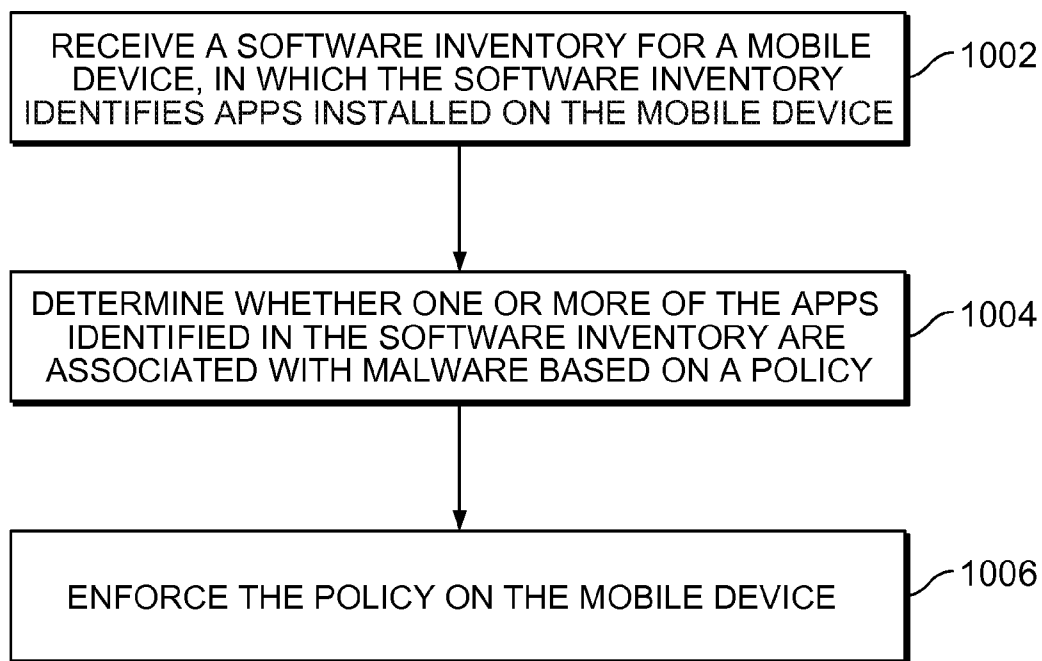 RECEIVE A SOFTWARE INVENTORY FOR A MOBILE
DEVICE, IN WHICH THE SOFTWARE INVENTORY
IDENTIFIES APPS INSTALLED ON THE MOBILE DEVICE
1002
DETERMINE WHETHER ONE OR MORE OF THE APPS
IDENTIFIED IN THE SOFTWARE INVENTORY ARE
ASSOCIATED WITH MALWARE BASED ON A POLICY
1004
ENFORCE THE POLICY ON THE MOBILE DEVICE
1006